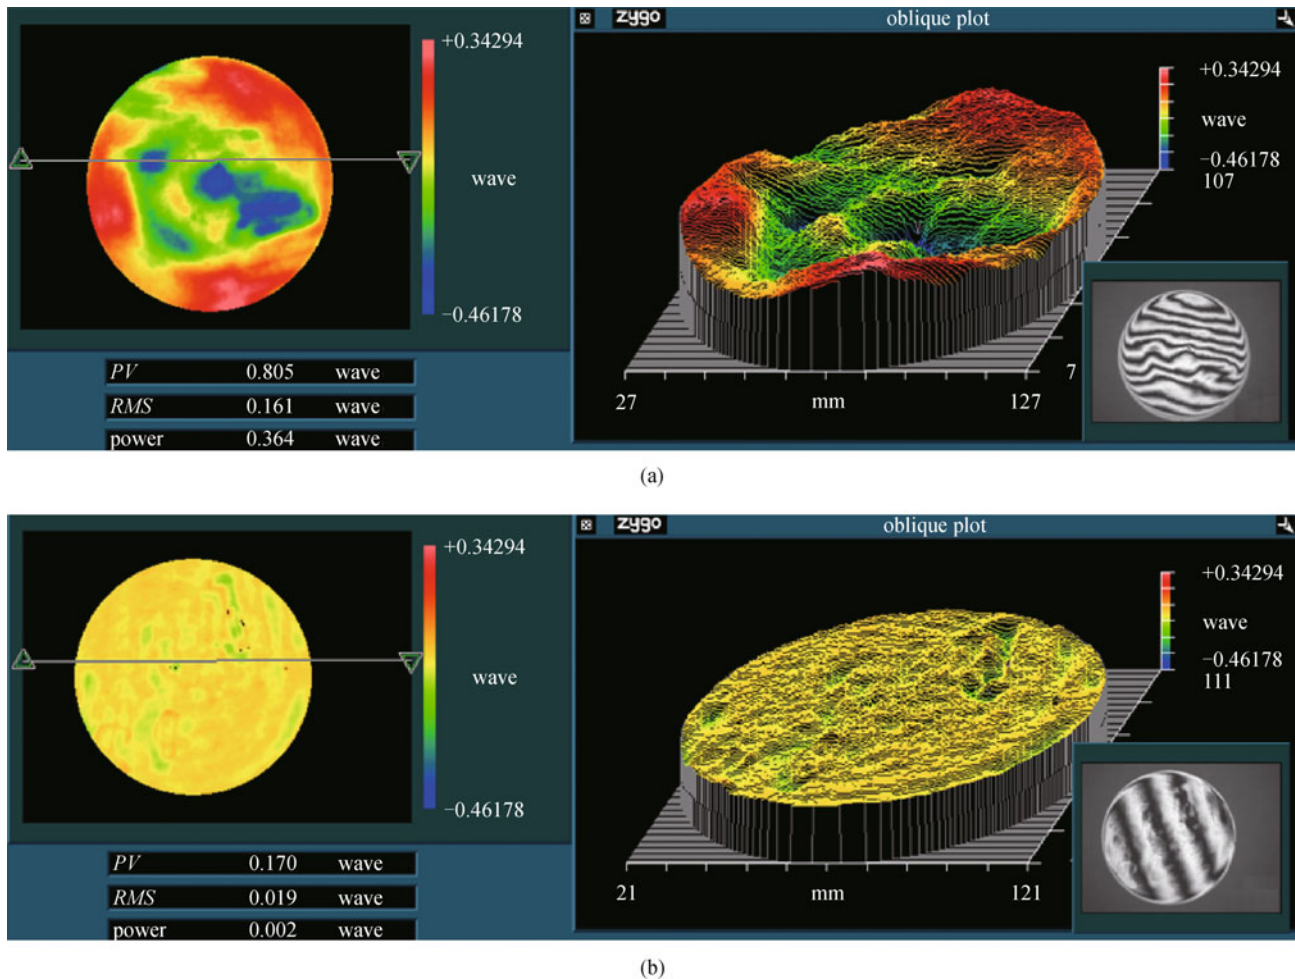 zygo
oblique plot
+0.34294
wave
−0.46178
PV 0.805 wave
RMS 0.161 wave
power 0.364 wave
+0.34294
wave
−0.46178
107
7
27
mm
127
(a)
zygo
oblique plot
+0.34294
wave
−0.46178
PV 0.170 wave
RMS 0.019 wave
power 0.002 wave
+0.34294
wave
−0.46178
111
21
mm
121
(b)